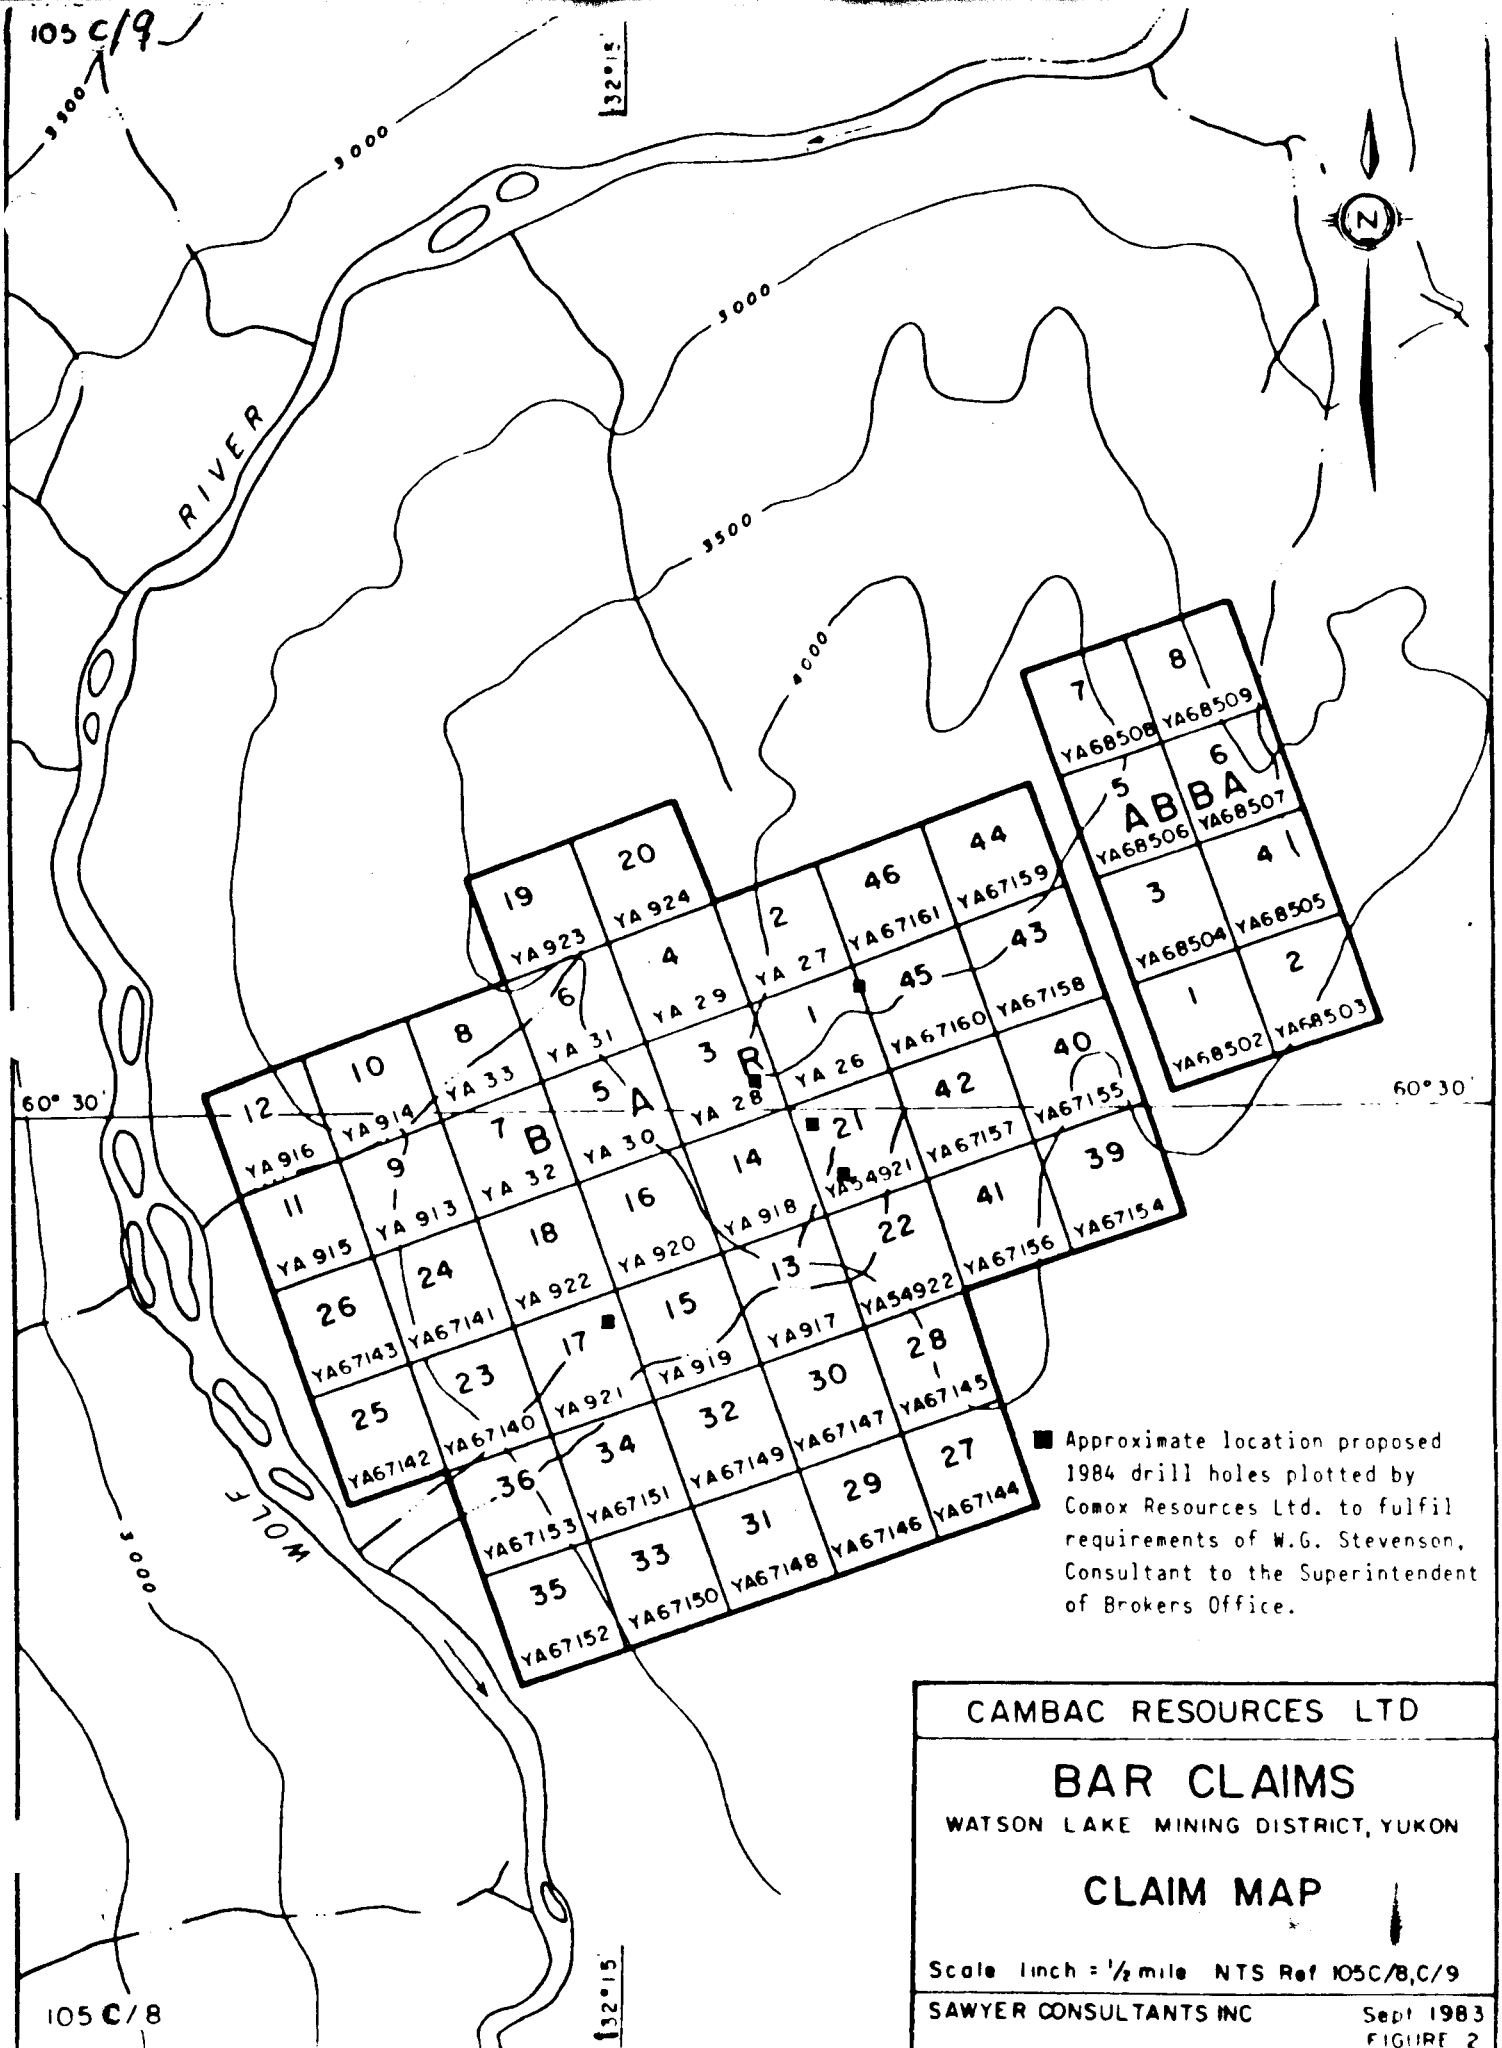 105 C/9
132°15'
3500
3000
N
3000
RIVER
3500
4000
7
8
YA68508
YA68509
5
6
ABBA
YA68506
YA68507
3
4
YA68504
YA68505
1
2
YA68502
YA68503
19
20
YA 923
YA 924
2
46
44
YA 27
YA67161
YA67159
12
10
8
6
4
YA 916
YA 914
YA 33
YA 31
YA 29
1
45
43
YA 26
YA67160
YA67158
60° 30'
60° 30'
BAR
11
9
7
5
3
YA 915
YA 913
YA 32
YA 30
YA 28
21
42
40
YA54921
YA67157
YA67155
26
24
18
16
14
YA67143
YA67141
YA 922
YA 920
YA 918
22
41
39
YA54922
YA67156
YA67154
25
23
17
15
13
YA67142
YA67140
YA 921
YA 919
YA917
36
34
32
30
28
YA67153
YA67151
YA67149
YA67147
YA67145
35
33
31
29
27
YA67152
YA67150
YA67148
YA67146
YA67144
WOLF
3000
Approximate location proposed
1984 drill holes plotted by
Comox Resources Ltd. to fulfil
requirements of W.G. Stevenson,
Consultant to the Superintendent
of Brokers Office.
CAMBAC RESOURCES LTD
BAR CLAIMS
WATSON LAKE MINING DISTRICT, YUKON
CLAIM MAP
Scale 1inch = 1/2 mile NTS Ref 105C/8,C/9
SAWYER CONSULTANTS INC Sept 1983
FIGURE 2
105 C/8
132°15'